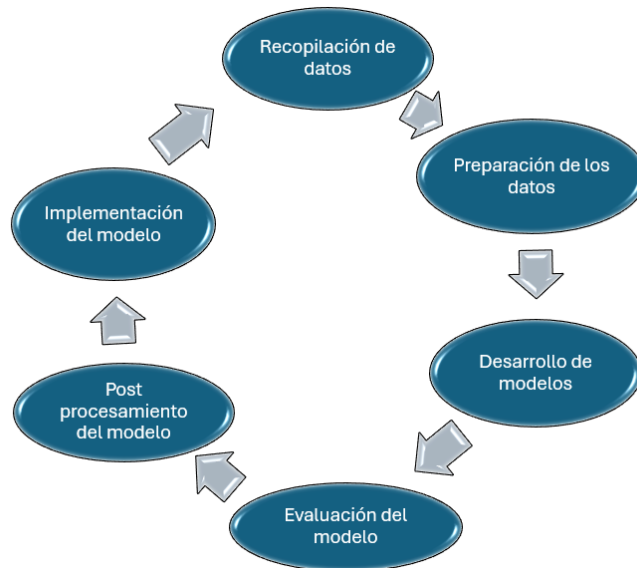 Recopilación de
datos
Preparación de los
datos
Desarrollo de
modelos
Evaluación del
modelo
Post
procesamiento
del modelo
Implementación
del modelo